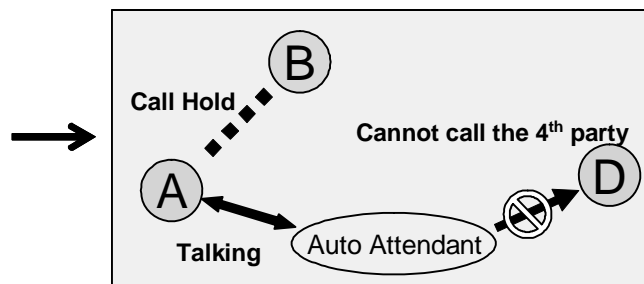 B
Call Hold
Cannot call the 4th party
A
D
Talking
Auto Attendant